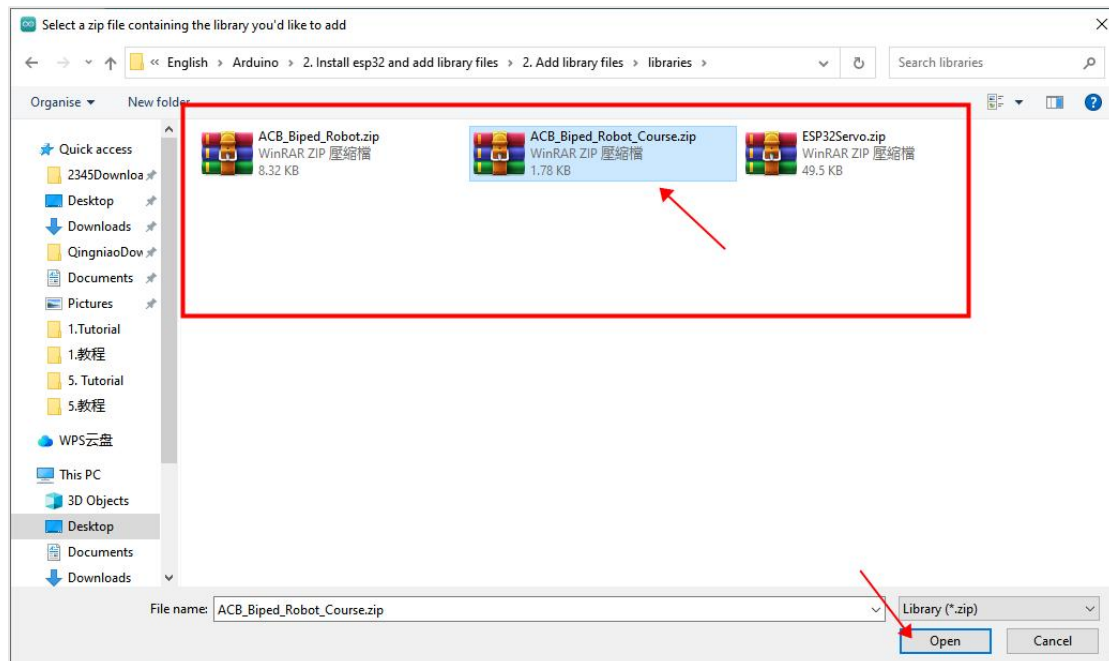 Select a zip file containing the library you'd like to add
« English › Arduino › 2. Install esp32 and add library files › 2. Add library files › libraries ›
Search libraries
Organise
New folder
ACB_Biped_Robot.zip
WinRAR ZIP 壓縮檔
8.32 KB
ACB_Biped_Robot_Course.zip
WinRAR ZIP 壓縮檔
1.78 KB
ESP32Servo.zip
WinRAR ZIP 壓縮檔
49.5 KB
Quick access
2345Downloa
Desktop
Downloads
QingniaoDow
Documents
Pictures
1.Tutorial
1.教程
5. Tutorial
5.教程
WPS云盘
This PC
3D Objects
Desktop
Documents
Downloads
File name: ACB_Biped_Robot_Course.zip
Library (*.zip)
Open
Cancel